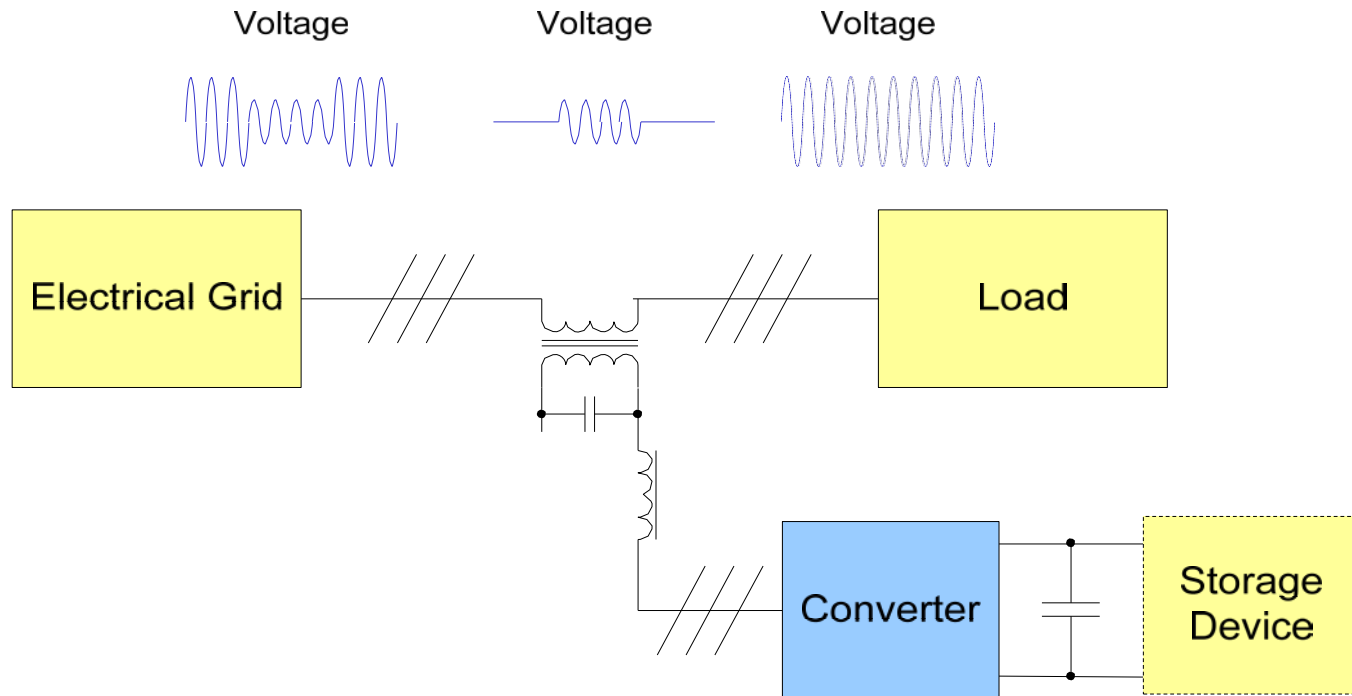 Voltage
Voltage
Voltage
Electrical Grid
Load
Converter
Storage
Device